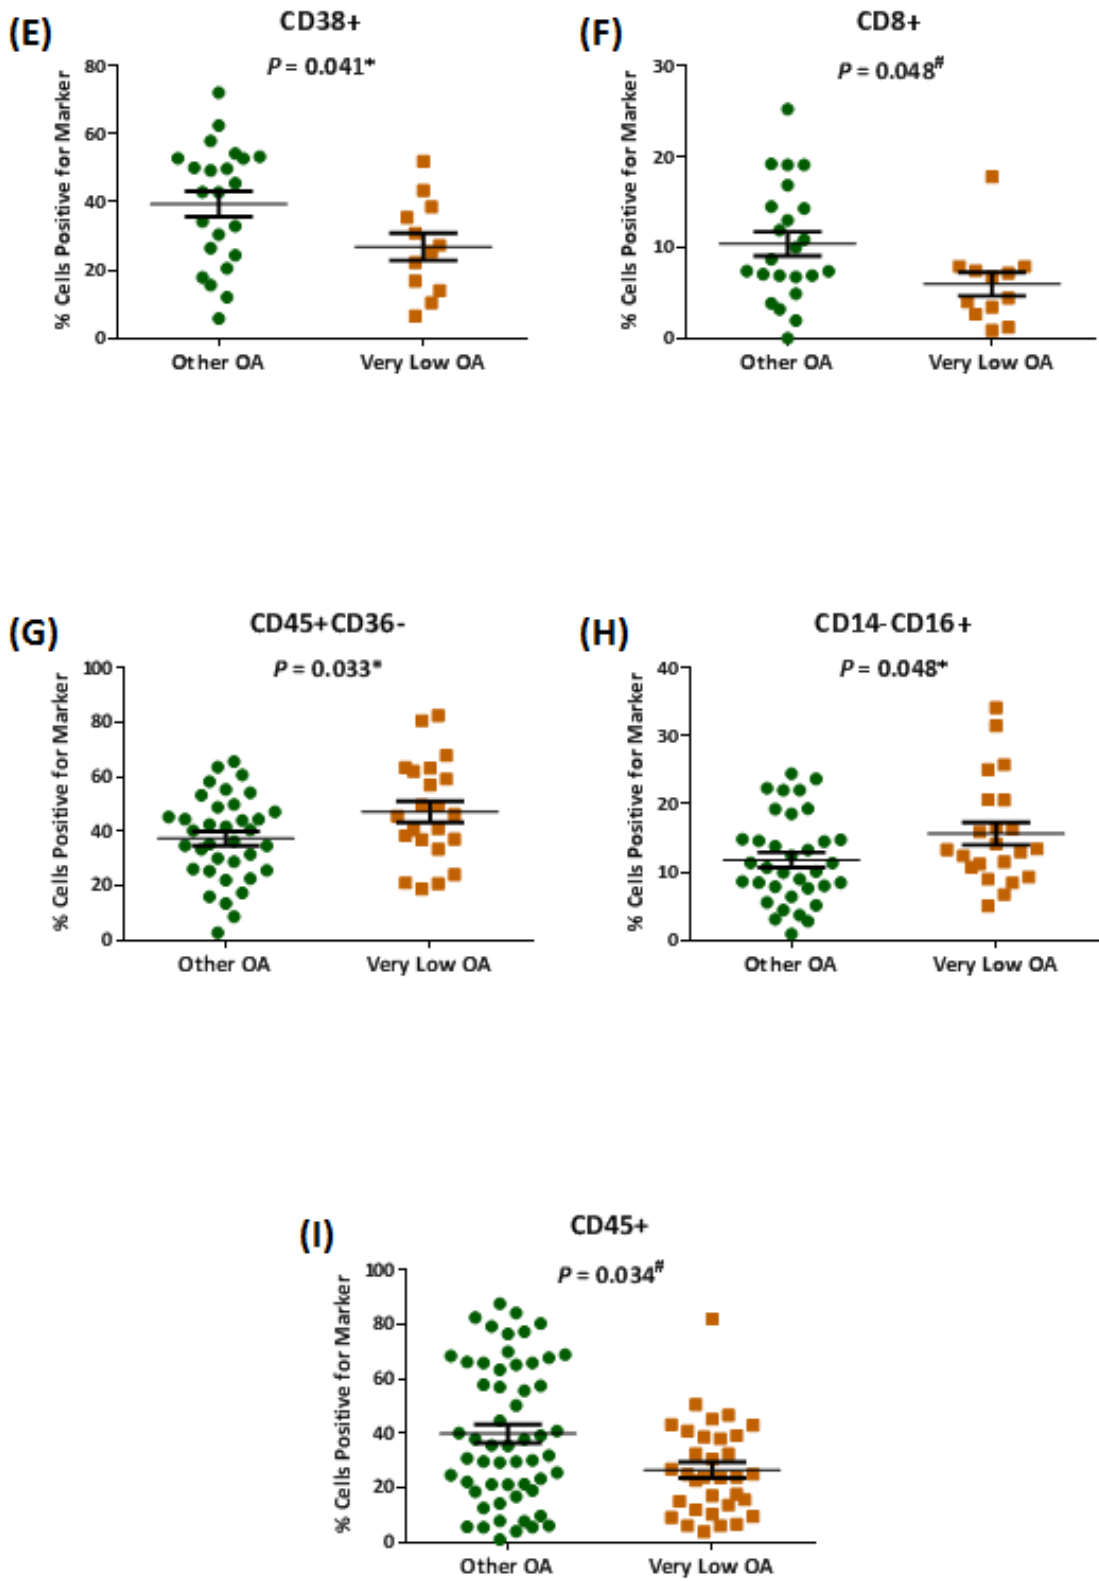 (E)
CD38+
P = 0.041*
% Cells Positive for Marker
80
60
40
20
0
Other OA
Very Low OA
(F)
CD8+
P = 0.048#
% Cells Positive for Marker
30
20
10
0
Other OA
Very Low OA
(G)
CD45+CD36-
P = 0.033*
% Cells Positive for Marker
100
80
60
40
20
0
Other OA
Very Low OA
(H)
CD14-CD16+
P = 0.048*
% Cells Positive for Marker
40
30
20
10
0
Other OA
Very Low OA
(I)
CD45+
P = 0.034#
% Cells Positive for Marker
100
80
60
40
20
0
Other OA
Very Low OA